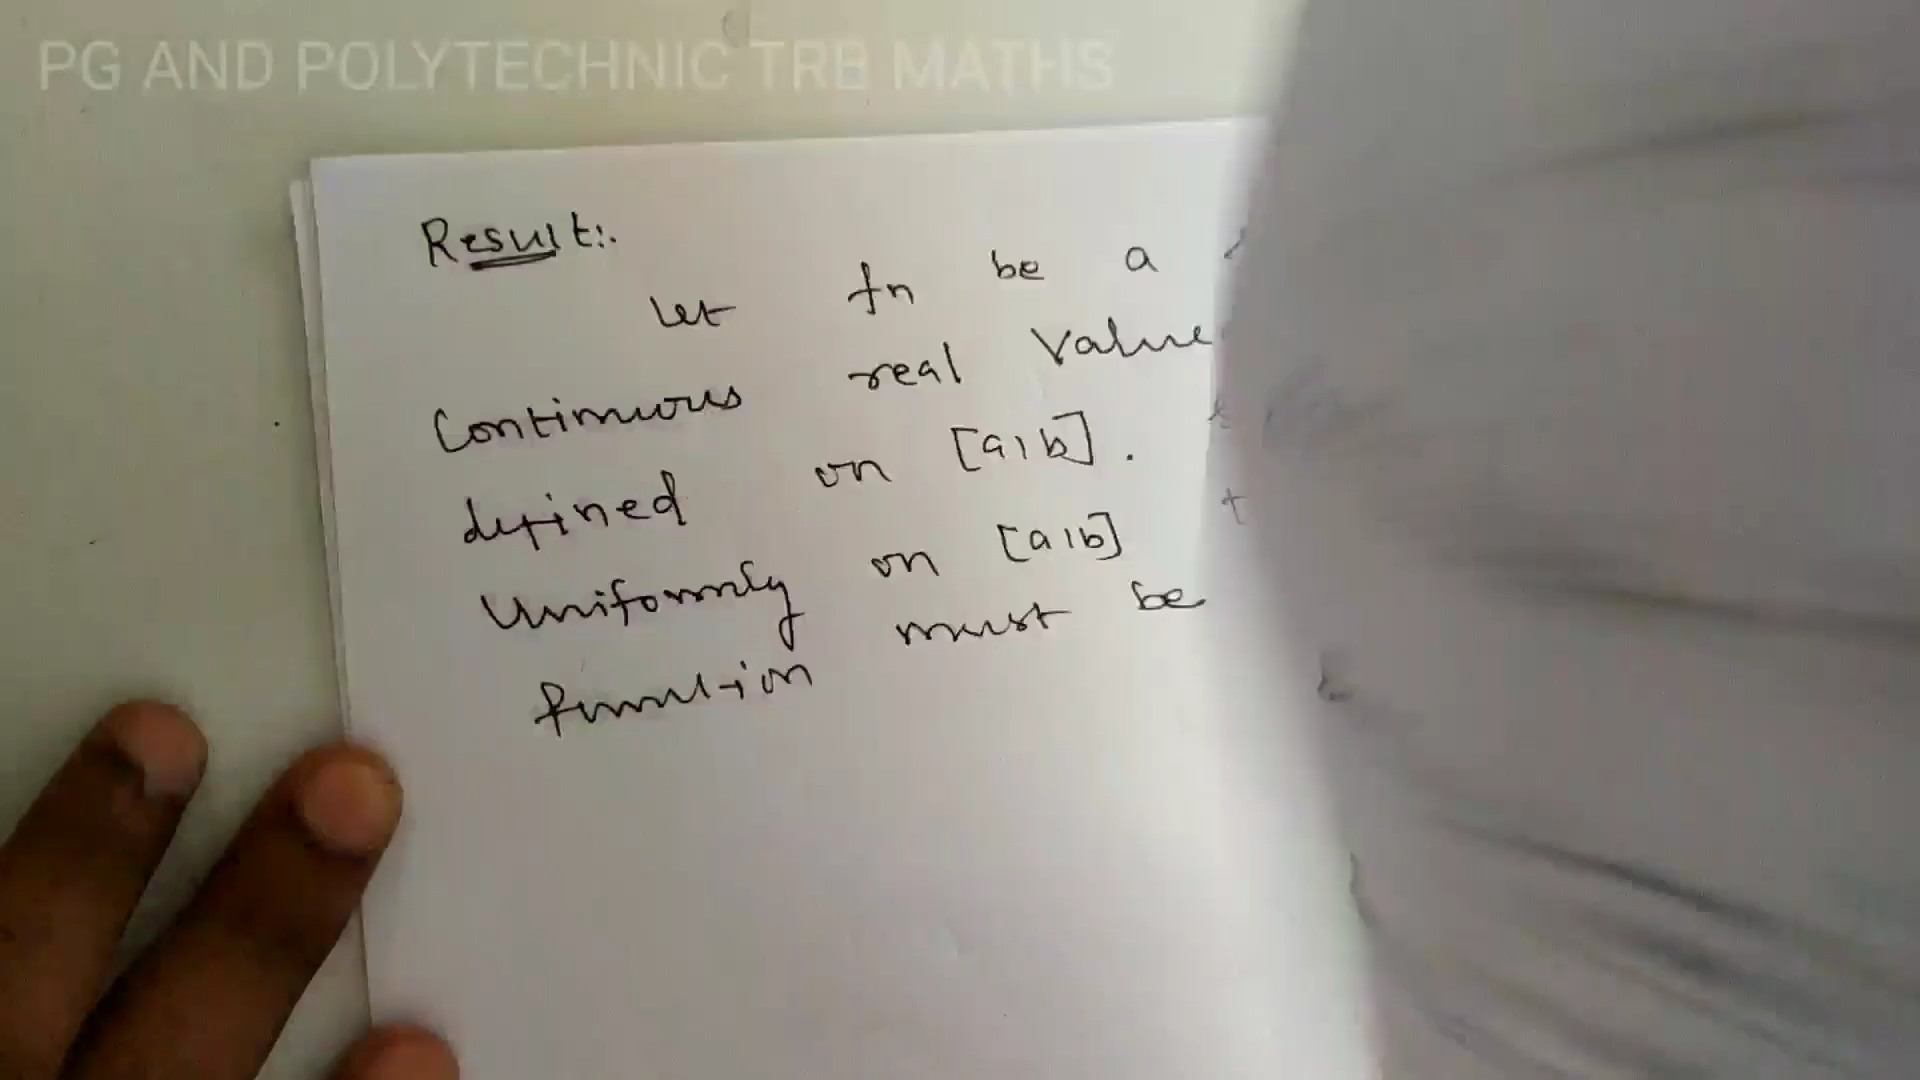 PG AND POLYTECHNIC TRB MATHS
Result:.
Let fn be a
Continuous real Value
defined on [a,b].
Uniformly on [a,b]
function must be